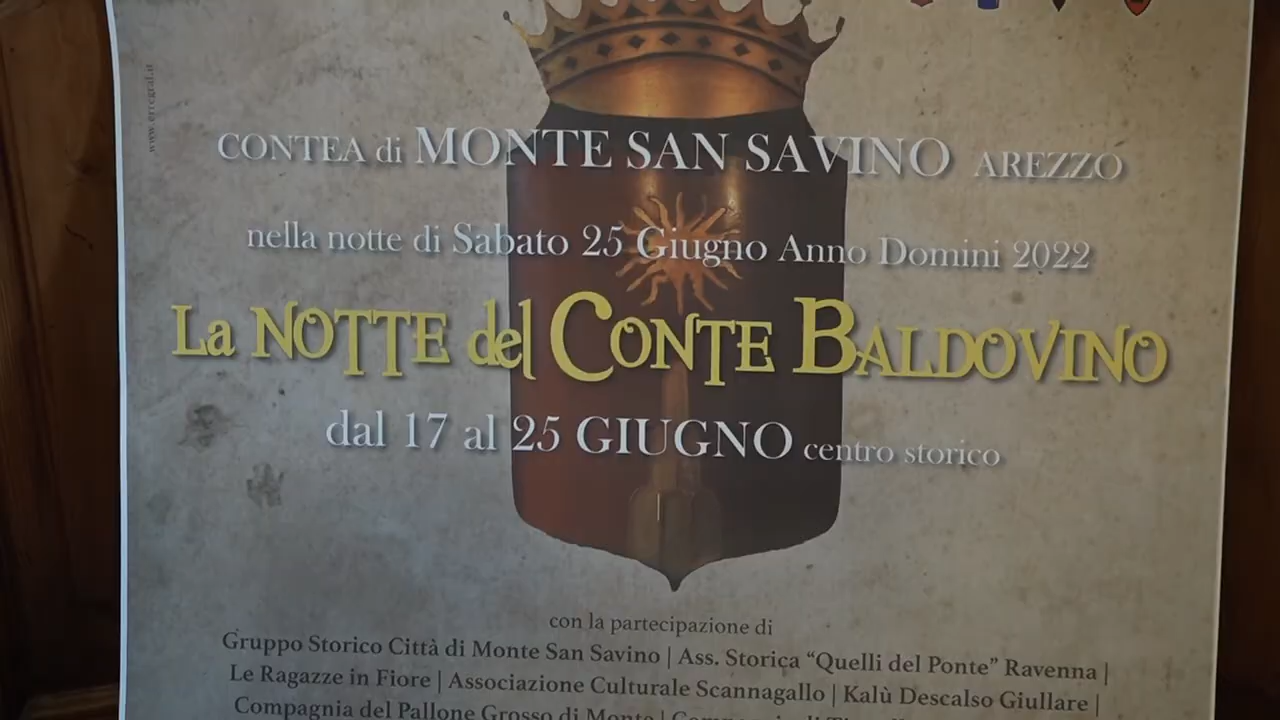 www.erregraf.it
CONTEA di MONTE SAN SAVINO AREZZO
nella notte di Sabato 25 Giugno Anno Domini 2022
La NOTTE del CONTE BALDOVINO
dal 17 al 25 GIUGNO centro storico
con la partecipazione di
Gruppo Storico Città di Monte San Savino | Ass. Storica “Quelli del Ponte” Ravenna |
Le Ragazze in Fiore | Associazione Culturale Scannagallo | Kalù Descalso Giullare |
Compagnia del Pallone Grosso di Monte |